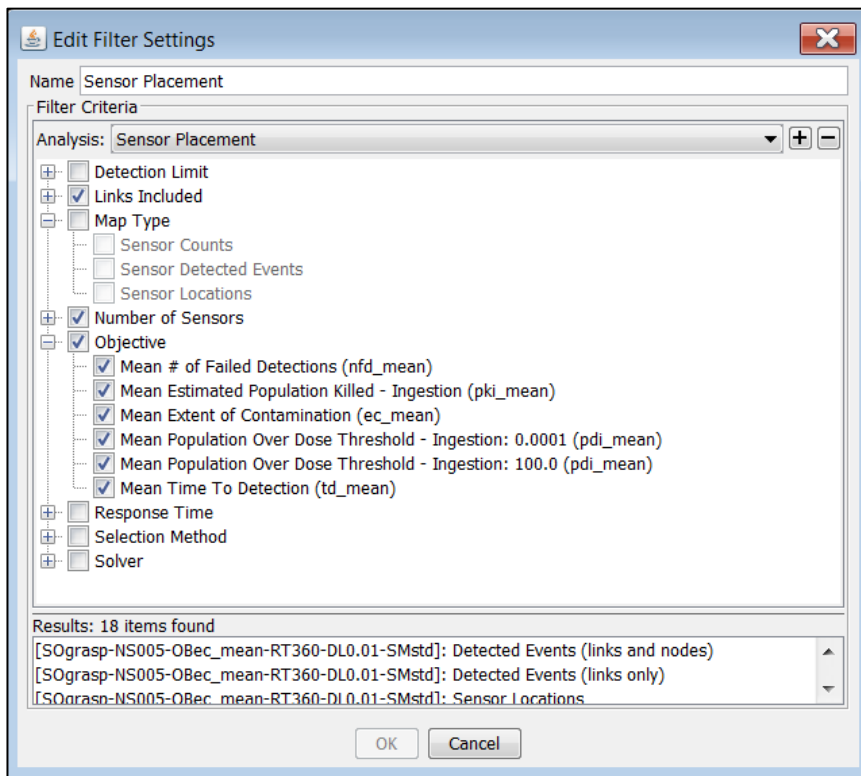 Edit Filter Settings
Name Sensor Placement
Filter Criteria
Analysis: Sensor Placement
Detection Limit
Links Included
Map Type
Sensor Counts
Sensor Detected Events
Sensor Locations
Number of Sensors
Objective
Mean # of Failed Detections (nfd_mean)
Mean Estimated Population Killed - Ingestion (pki_mean)
Mean Extent of Contamination (ec_mean)
Mean Population Over Dose Threshold - Ingestion: 0.0001 (pdi_mean)
Mean Population Over Dose Threshold - Ingestion: 100.0 (pdi_mean)
Mean Time To Detection (td_mean)
Response Time
Selection Method
Solver
Results: 18 items found
[SOgrasp-NS005-OBec_mean-RT360-DL0.01-SMstd]: Detected Events (links and nodes)
[SOgrasp-NS005-OBec_mean-RT360-DL0.01-SMstd]: Detected Events (links only)
[SOgrasp-NS005-OBec_mean-RT360-DL0.01-SMstd]: Sensor Locations
OK Cancel